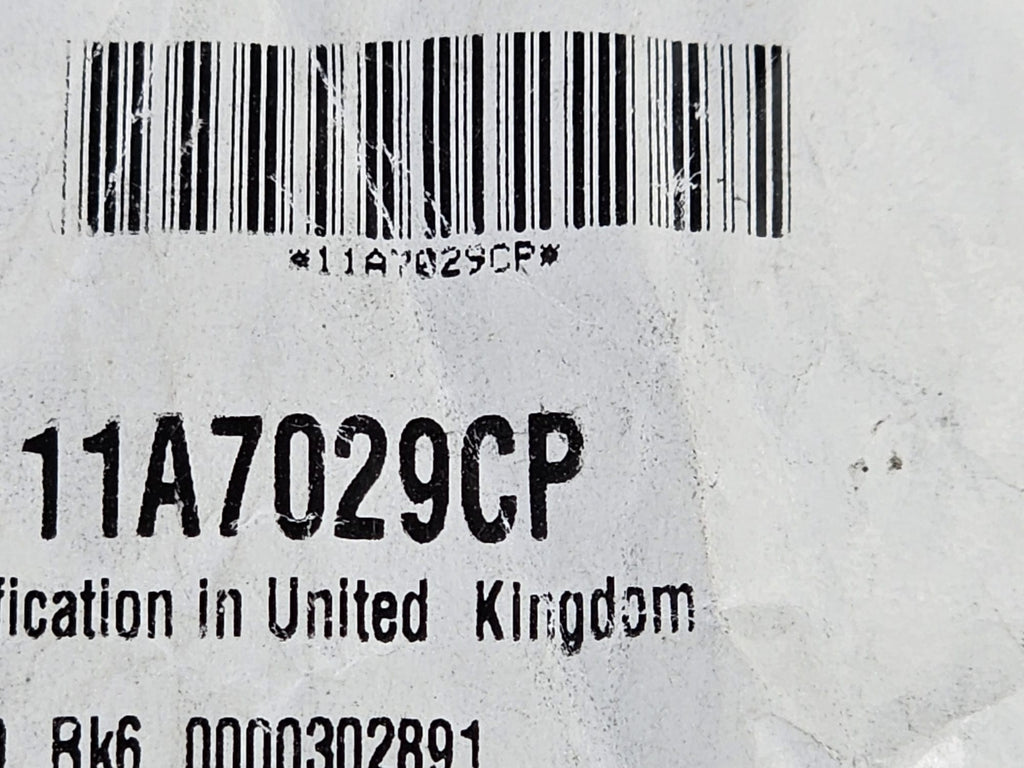 *11A7029CP*
11A7029CP
fication in United Kingdom
Bk6 0000302891